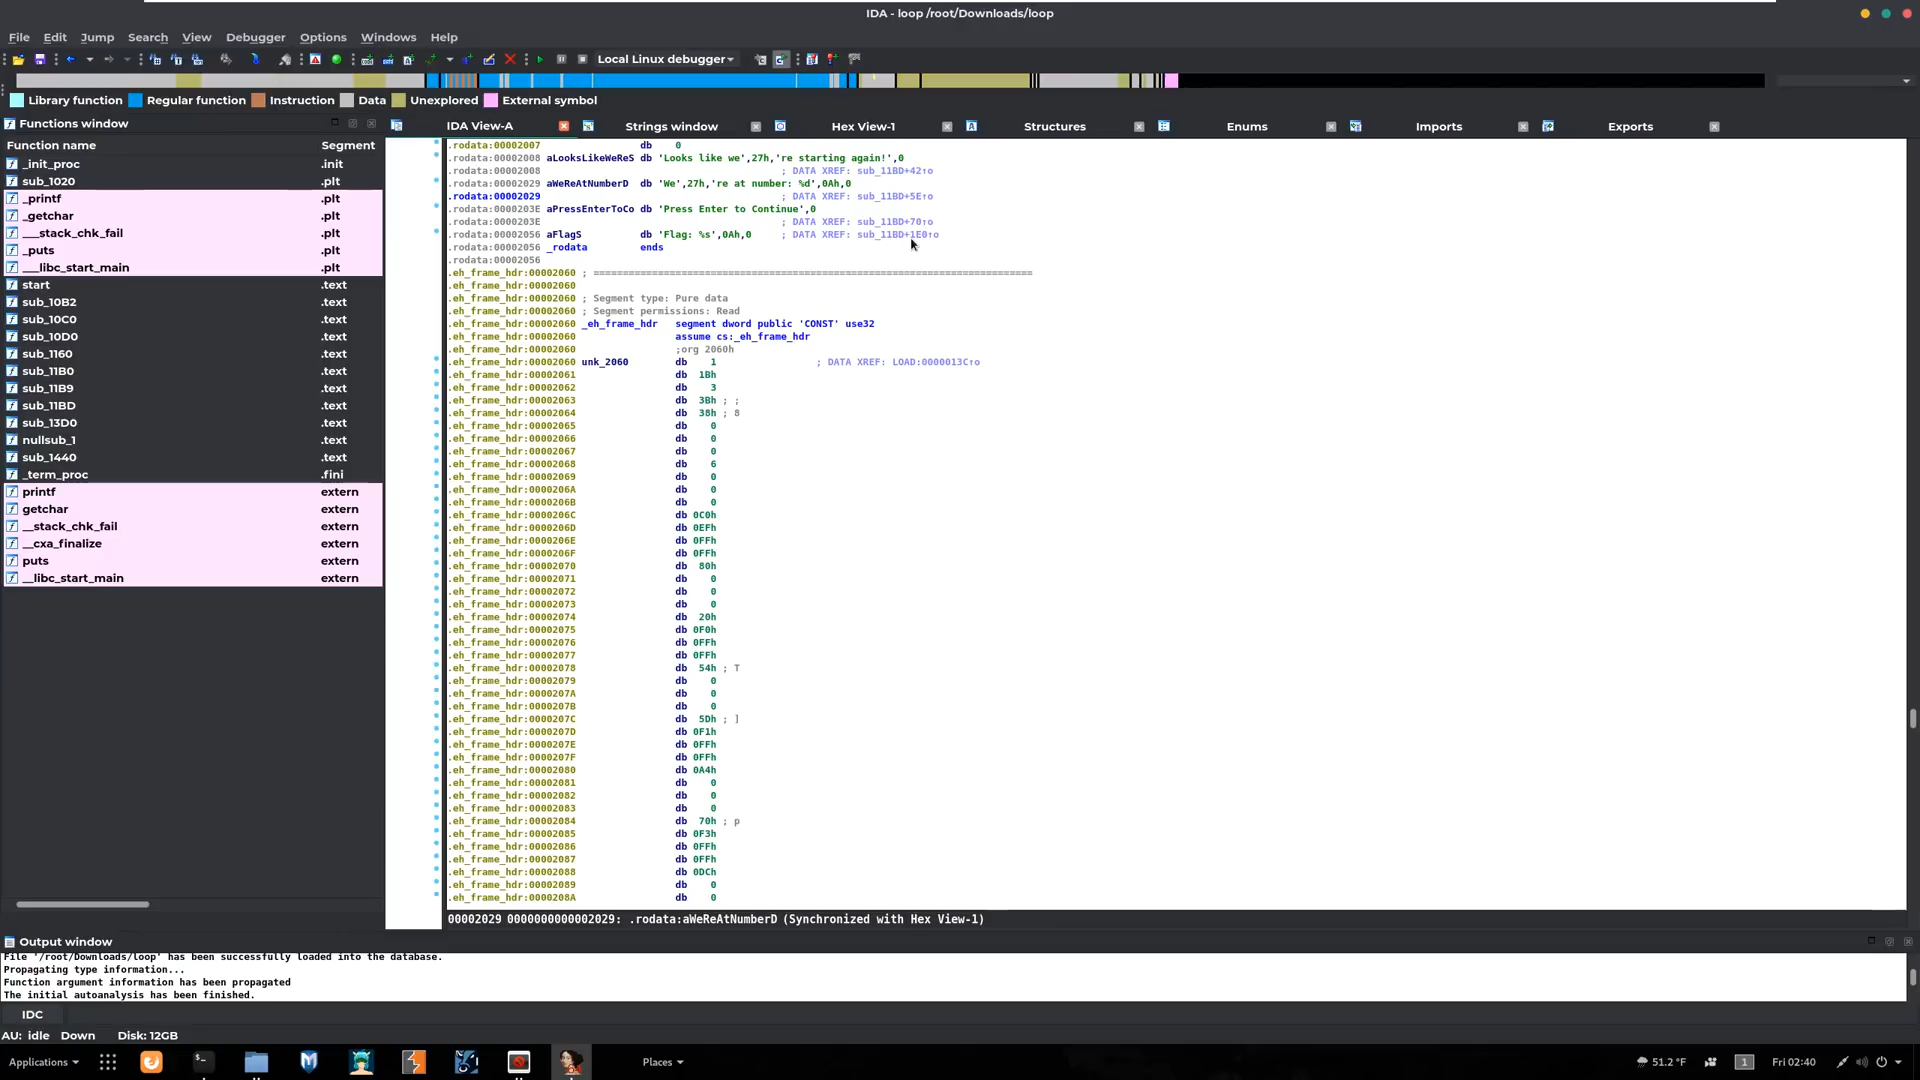 IDA - loop /root/Downloads/loop
File Edit Jump Search View Debugger Options Windows Help
Local Linux debugger
Library function Regular function Instruction Data Unexplored External symbol
Functions window
IDA View-A Strings window Hex View-1 Structures Enums Imports Exports
Function name Segment
_init_proc .init
sub_1020 .plt
_printf .plt
_getchar .plt
___stack_chk_fail .plt
_puts .plt
___libc_start_main .plt
start .text
sub_10B2 .text
sub_10C0 .text
sub_10D0 .text
sub_1160 .text
sub_11B0 .text
sub_11B9 .text
sub_11BD .text
sub_13D0 .text
nullsub_1 .text
sub_1440 .text
_term_proc .fini
printf extern
getchar extern
__stack_chk_fail extern
__cxa_finalize extern
puts extern
__libc_start_main extern
.rodata:00002007 db 0
.rodata:00002008 aLooksLikeWeReS db 'Looks like we',27h,'re starting again!',0
.rodata:00002008 ; DATA XREF: sub_11BD+42↑o
.rodata:00002029 aWeReAtNumberD db 'We',27h,'re at number: %d',0Ah,0
.rodata:00002029 ; DATA XREF: sub_11BD+5E↑o
.rodata:0000203E aPressEnterToCo db 'Press Enter to Continue',0
.rodata:0000203E ; DATA XREF: sub_11BD+70↑o
.rodata:00002056 aFlagS db 'Flag: %s',0Ah,0 ; DATA XREF: sub_11BD+1E0↑o
.rodata:00002056 _rodata ends
.rodata:00002056
.eh_frame_hdr:00002060 ; ===========================================================================
.eh_frame_hdr:00002060
.eh_frame_hdr:00002060 ; Segment type: Pure data
.eh_frame_hdr:00002060 ; Segment permissions: Read
.eh_frame_hdr:00002060 _eh_frame_hdr segment dword public 'CONST' use32
.eh_frame_hdr:00002060 assume cs:_eh_frame_hdr
.eh_frame_hdr:00002060 ;org 2060h
.eh_frame_hdr:00002060 unk_2060 db 1 ; DATA XREF: LOAD:0000013C↑o
.eh_frame_hdr:00002061 db 1Bh
.eh_frame_hdr:00002062 db 3
.eh_frame_hdr:00002063 db 3Bh ; ;
.eh_frame_hdr:00002064 db 38h ; 8
.eh_frame_hdr:00002065 db 0
.eh_frame_hdr:00002066 db 0
.eh_frame_hdr:00002067 db 0
.eh_frame_hdr:00002068 db 6
.eh_frame_hdr:00002069 db 0
.eh_frame_hdr:0000206A db 0
.eh_frame_hdr:0000206B db 0
.eh_frame_hdr:0000206C db 0C0h
.eh_frame_hdr:0000206D db 0EFh
.eh_frame_hdr:0000206E db 0FFh
.eh_frame_hdr:0000206F db 0FFh
.eh_frame_hdr:00002070 db 80h
.eh_frame_hdr:00002071 db 0
.eh_frame_hdr:00002072 db 0
.eh_frame_hdr:00002073 db 0
.eh_frame_hdr:00002074 db 20h
.eh_frame_hdr:00002075 db 0F0h
.eh_frame_hdr:00002076 db 0FFh
.eh_frame_hdr:00002077 db 0FFh
.eh_frame_hdr:00002078 db 54h ; T
.eh_frame_hdr:00002079 db 0
.eh_frame_hdr:0000207A db 0
.eh_frame_hdr:0000207B db 0
.eh_frame_hdr:0000207C db 5Dh ; ]
.eh_frame_hdr:0000207D db 0F1h
.eh_frame_hdr:0000207E db 0FFh
.eh_frame_hdr:0000207F db 0FFh
.eh_frame_hdr:00002080 db 0A4h
.eh_frame_hdr:00002081 db 0
.eh_frame_hdr:00002082 db 0
.eh_frame_hdr:00002083 db 0
.eh_frame_hdr:00002084 db 70h ; p
.eh_frame_hdr:00002085 db 0F3h
.eh_frame_hdr:00002086 db 0FFh
.eh_frame_hdr:00002087 db 0FFh
.eh_frame_hdr:00002088 db 0DCh
.eh_frame_hdr:00002089 db 0
.eh_frame_hdr:0000208A db 0
00002029 0000000000002029: .rodata:aWeReAtNumberD (Synchronized with Hex View-1)
Output window
File '/root/Downloads/loop' has been successfully loaded into the database.
Propagating type information...
Function argument information has been propagated
The initial autoanalysis has been finished.
IDC
AU: idle Down Disk: 12GB
Applications Places 51.2 °F 1 Fri 02:40